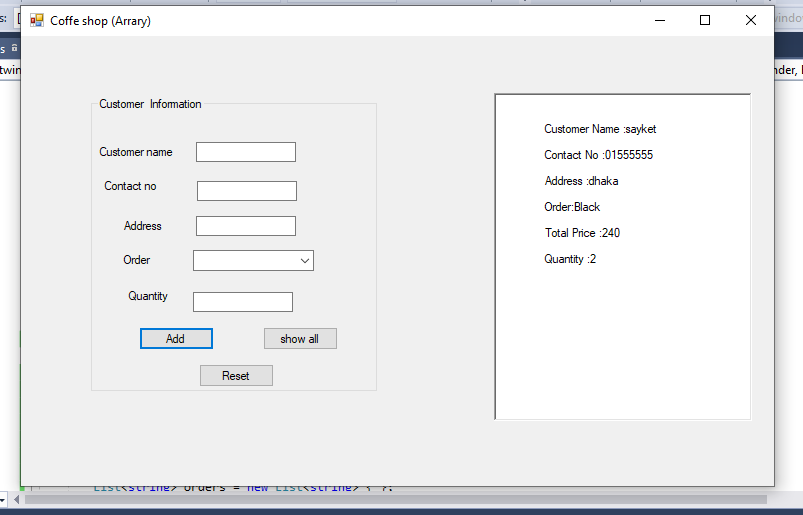 s:
Coffe shop (Arrary)
Customer Information
Customer name
Contact no
Address
Order
Quantity
Add
show all
Reset
Customer Name :sayket
Contact No :01555555
Address :dhaka
Order:Black
Total Price :240
Quantity :2
List<string> orders = new List<string> { };